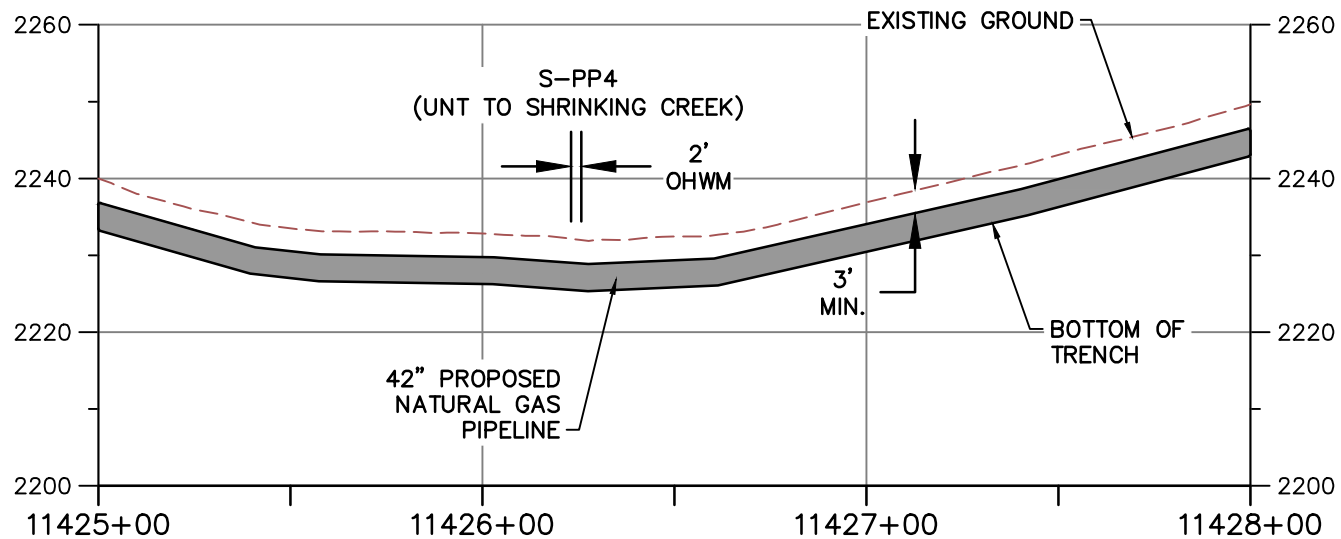 2260
EXISTING GROUND
2260
S-PP4
(UNT TO SHRINKING CREEK)
2'
OHWM
2240
2240
3'
MIN.
2220
BOTTOM OF
TRENCH
2220
42" PROPOSED
NATURAL GAS
PIPELINE
2200
2200
11425+00
11426+00
11427+00
11428+00